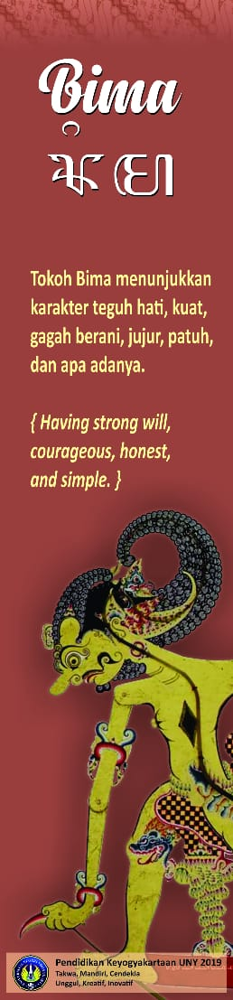 Bima
ꦨꦶꦩ
Tokoh Bima menunjukkan
karakter teguh hati, kuat,
gagah berani, jujur, patuh,
dan apa adanya.
{ Having strong will,
courageous, honest,
and simple. }
Pendidikan Keyogyakartaan UNY 2019
Takwa, Mandiri, Cendekia
Unggul, Kreatif, Inovatif